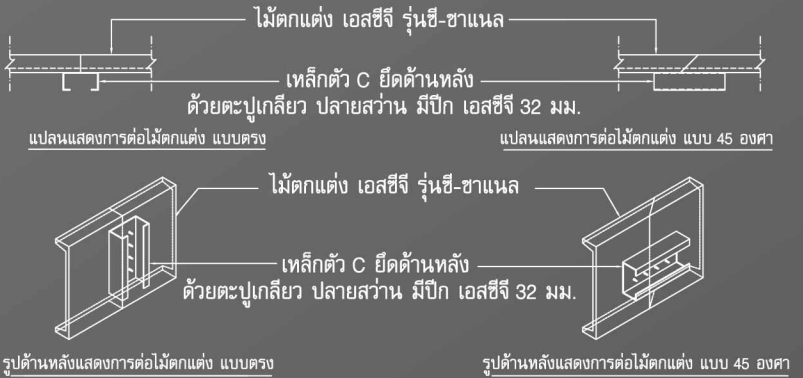 ไม้ตกแต่ง เอสซีจี รุ่นซี-ชาแนล
เหล็กตัว C ยึดด้านหลัง
ด้วยตะปูเกลียว ปลายสว่าน มีปีก เอสซีจี 32 มม.
แปลนแสดงการต่อไม้ตกแต่ง แบบตรง
แปลนแสดงการต่อไม้ตกแต่ง แบบ 45 องศา
ไม้ตกแต่ง เอสซีจี รุ่นซี-ชาแนล
เหล็กตัว C ยึดด้านหลัง
ด้วยตะปูเกลียว ปลายสว่าน มีปีก เอสซีจี 32 มม.
รูปด้านหลังแสดงการต่อไม้ตกแต่ง แบบตรง
รูปด้านหลังแสดงการต่อไม้ตกแต่ง แบบ 45 องศา